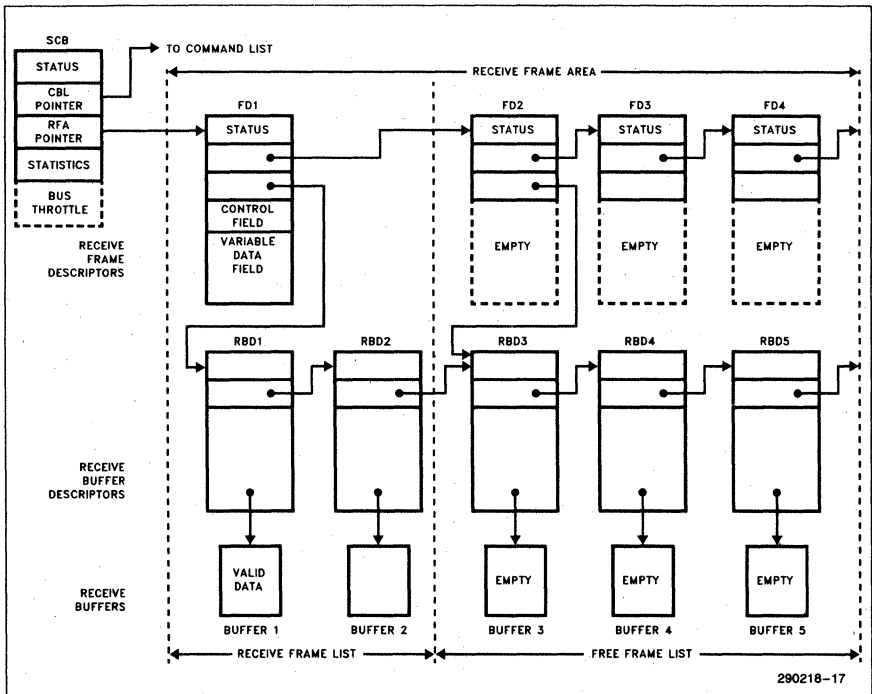 SCB
TO COMMAND LIST
STATUS
CBL
POINTER
RFA
POINTER
STATISTICS
BUS
THROTTLE
RECEIVE FRAME AREA
FD1
FD2
FD3
FD4
STATUS
STATUS
STATUS
STATUS
CONTROL
FIELD
VARIABLE
DATA
FIELD
EMPTY
EMPTY
EMPTY
RECEIVE
FRAME
DESCRIPTORS
RBD1
RBD2
RBD3
RBD4
RBD5
RECEIVE
BUFFER
DESCRIPTORS
VALID
DATA
EMPTY
EMPTY
EMPTY
RECEIVE
BUFFERS
BUFFER 1
BUFFER 2
BUFFER 3
BUFFER 4
BUFFER 5
RECEIVE FRAME LIST
FREE FRAME LIST
290218-17